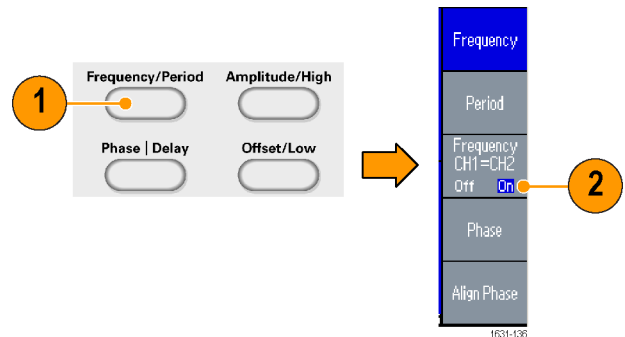 1
Frequency/Period
Amplitude/High
Phase | Delay
Offset/Low
Frequency
Period
Frequency
CH1=CH2
Off On
2
Phase
Align Phase
1631-136